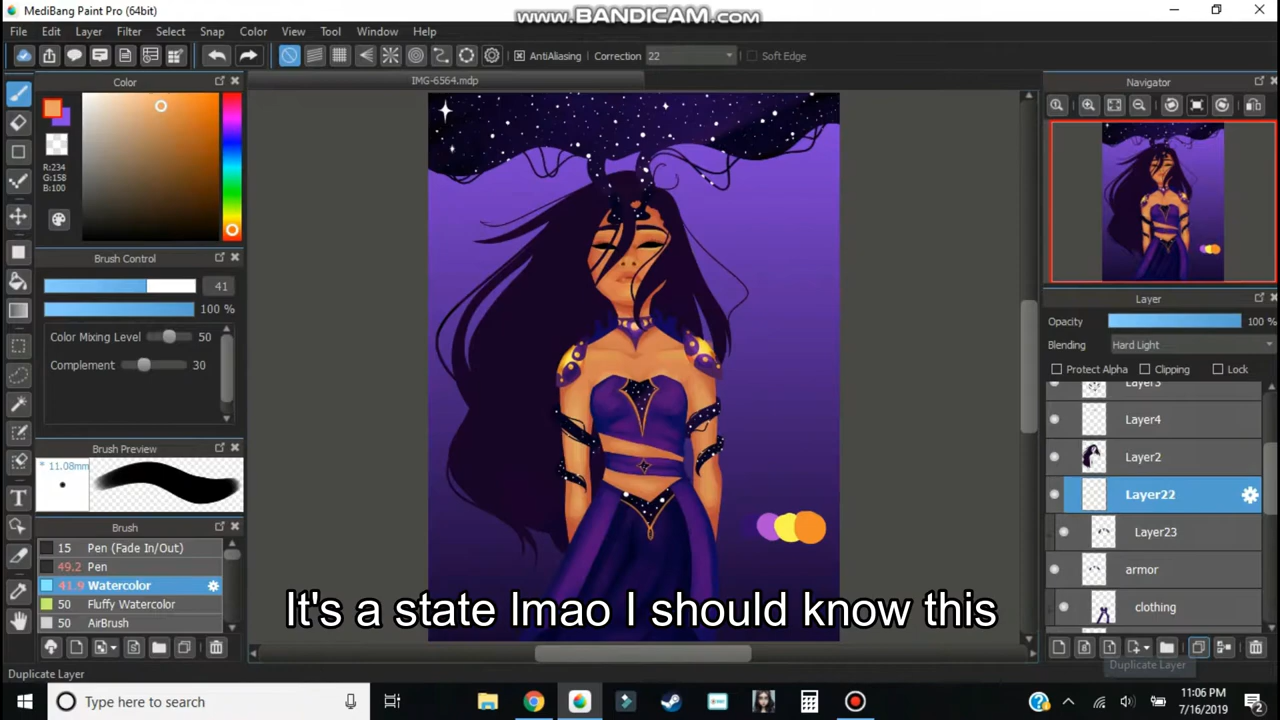 MediBang Paint Pro (64bit)
www.BANDICAM.com
File Edit Layer Filter Select Snap Color View Tool Window Help
AntiAliasing Correction 22 Soft Edge
Color
IMG-6564.mdp
Navigator
R:234
G:158
B:100
Brush Control
41
100 %
Color Mixing Level 50
Complement 30
Layer
Opacity 100 %
Blending Hard Light
Protect Alpha Clipping Lock
Layer3
Layer4
Layer2
Layer22
Layer23
armor
clothing
Brush Preview
* 11.08mm
Brush
15 Pen (Fade In/Out)
49.2 Pen
41.9 Watercolor
50 Fluffy Watercolor
50 AirBrush
It's a state lmao I should know this
Duplicate Layer
Duplicate Layer
Type here to search
11:06 PM
7/16/2019
2